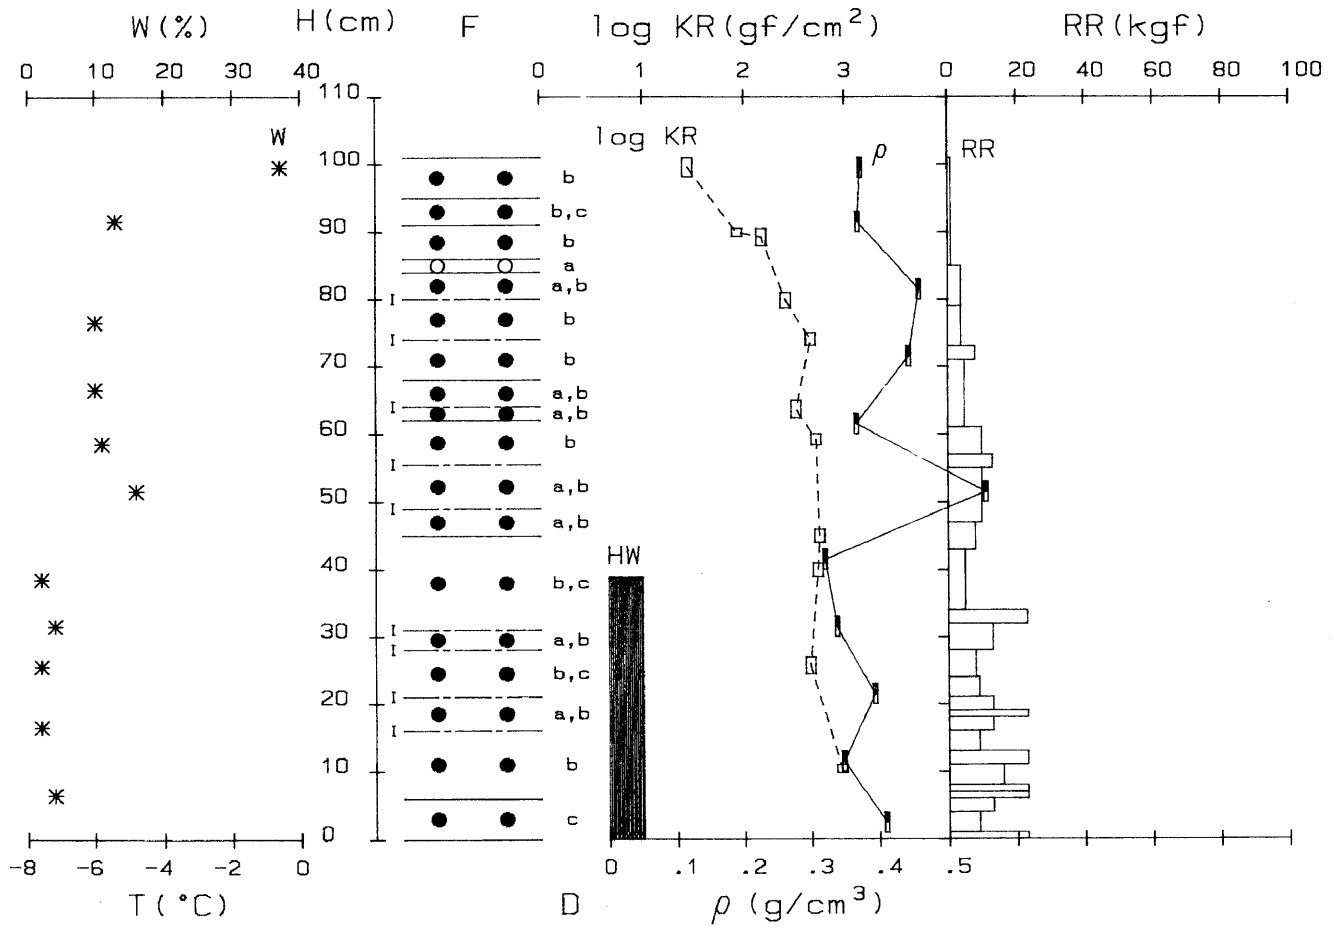 W(%) H(cm) F log KR(gf/cm²) RR(kgf)
0 10 20 30 40 0 1 2 3 0 20 40 60 80 100
110
W log KR ρ RR
100
b
b,c
90
b
a
a,b
80 I
b
I
70 b
a,b
I
a,b
60
b
I
a,b
50 I
a,b
HW
40
b,c
I
30
a,b
I
b,c
20 I
a,b
I
b
10
c
0
-8 -6 -4 -2 0 0 .1 .2 .3 .4 .5
T(°C) D ρ (g/cm³)